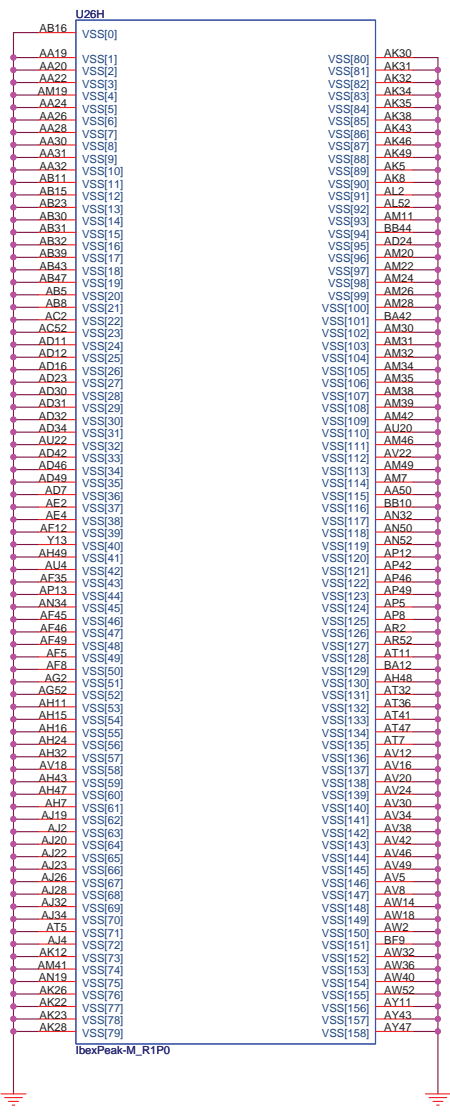 U26H
AB16 VSS[0]
AA19 VSS[1] VSS[80] AK30
AA20 VSS[2] VSS[81] AK31
AA22 VSS[3] VSS[82] AK32
AM19 VSS[4] VSS[83] AK34
AA24 VSS[5] VSS[84] AK35
AA26 VSS[6] VSS[85] AK38
AA28 VSS[7] VSS[86] AK43
AA30 VSS[8] VSS[87] AK46
AA31 VSS[9] VSS[88] AK49
AA32 VSS[10] VSS[89] AK5
AB11 VSS[11] VSS[90] AK8
AB15 VSS[12] VSS[91] AL2
AB23 VSS[13] VSS[92] AL52
AB30 VSS[14] VSS[93] AM11
AB31 VSS[15] VSS[94] BB44
AB32 VSS[16] VSS[95] AD24
AB39 VSS[17] VSS[96] AM20
AB43 VSS[18] VSS[97] AM22
AB47 VSS[19] VSS[98] AM24
AB5 VSS[20] VSS[99] AM26
AB8 VSS[21] VSS[100] AM28
AC2 VSS[22] VSS[101] BA42
AC52 VSS[23] VSS[102] AM30
AD11 VSS[24] VSS[103] AM31
AD12 VSS[25] VSS[104] AM32
AD16 VSS[26] VSS[105] AM34
AD23 VSS[27] VSS[106] AM35
AD30 VSS[28] VSS[107] AM38
AD31 VSS[29] VSS[108] AM39
AD32 VSS[30] VSS[109] AM42
AD34 VSS[31] VSS[110] AU20
AU22 VSS[32] VSS[111] AM46
AD42 VSS[33] VSS[112] AV22
AD46 VSS[34] VSS[113] AM49
AD49 VSS[35] VSS[114] AM7
AD7 VSS[36] VSS[115] AA50
AE2 VSS[37] VSS[116] BB10
AE4 VSS[38] VSS[117] AN32
AF12 VSS[39] VSS[118] AN50
Y13 VSS[40] VSS[119] AN52
AH49 VSS[41] VSS[120] AP12
AU4 VSS[42] VSS[121] AP42
AF35 VSS[43] VSS[122] AP46
AP13 VSS[44] VSS[123] AP49
AN34 VSS[45] VSS[124] AP5
AF45 VSS[46] VSS[125] AP8
AF46 VSS[47] VSS[126] AR2
AF49 VSS[48] VSS[127] AR52
AF5 VSS[49] VSS[128] AT11
AF8 VSS[50] VSS[129] BA12
AG2 VSS[51] VSS[130] AH48
AG52 VSS[52] VSS[131] AT32
AH11 VSS[53] VSS[132] AT36
AH15 VSS[54] VSS[133] AT41
AH16 VSS[55] VSS[134] AT47
AH24 VSS[56] VSS[135] AT7
AH32 VSS[57] VSS[136] AV12
AV18 VSS[58] VSS[137] AV16
AH43 VSS[59] VSS[138] AV20
AH47 VSS[60] VSS[139] AV24
AH7 VSS[61] VSS[140] AV30
AJ19 VSS[62] VSS[141] AV34
AJ2 VSS[63] VSS[142] AV38
AJ20 VSS[64] VSS[143] AV42
AJ22 VSS[65] VSS[144] AV46
AJ23 VSS[66] VSS[145] AV49
AJ26 VSS[67] VSS[146] AV5
AJ28 VSS[68] VSS[147] AV8
AJ32 VSS[69] VSS[148] AW14
AJ34 VSS[70] VSS[149] AW18
AT5 VSS[71] VSS[150] AW2
AJ4 VSS[72] VSS[151] BF9
AK12 VSS[73] VSS[152] AW32
AM41 VSS[74] VSS[153] AW36
AN19 VSS[75] VSS[154] AW40
AK26 VSS[76] VSS[155] AW52
AK22 VSS[77] VSS[156] AY11
AK23 VSS[78] VSS[157] AY43
AK28 VSS[79] VSS[158] AY47
IbexPeak-M_R1P0